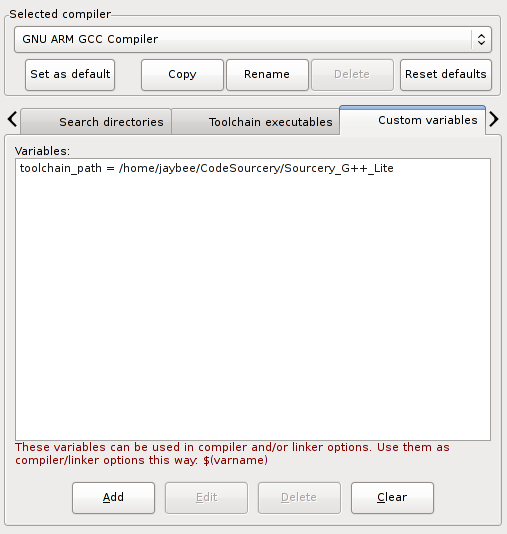 Selected compiler
GNU ARM GCC Compiler
Set as default Copy Rename Delete Reset defaults
Search directories Toolchain executables Custom variables
Variables:
toolchain_path = /home/jaybee/CodeSourcery/Sourcery_G++_Lite
These variables can be used in compiler and/or linker options. Use them as
compiler/linker options this way: $(varname)
Add Edit Delete Clear